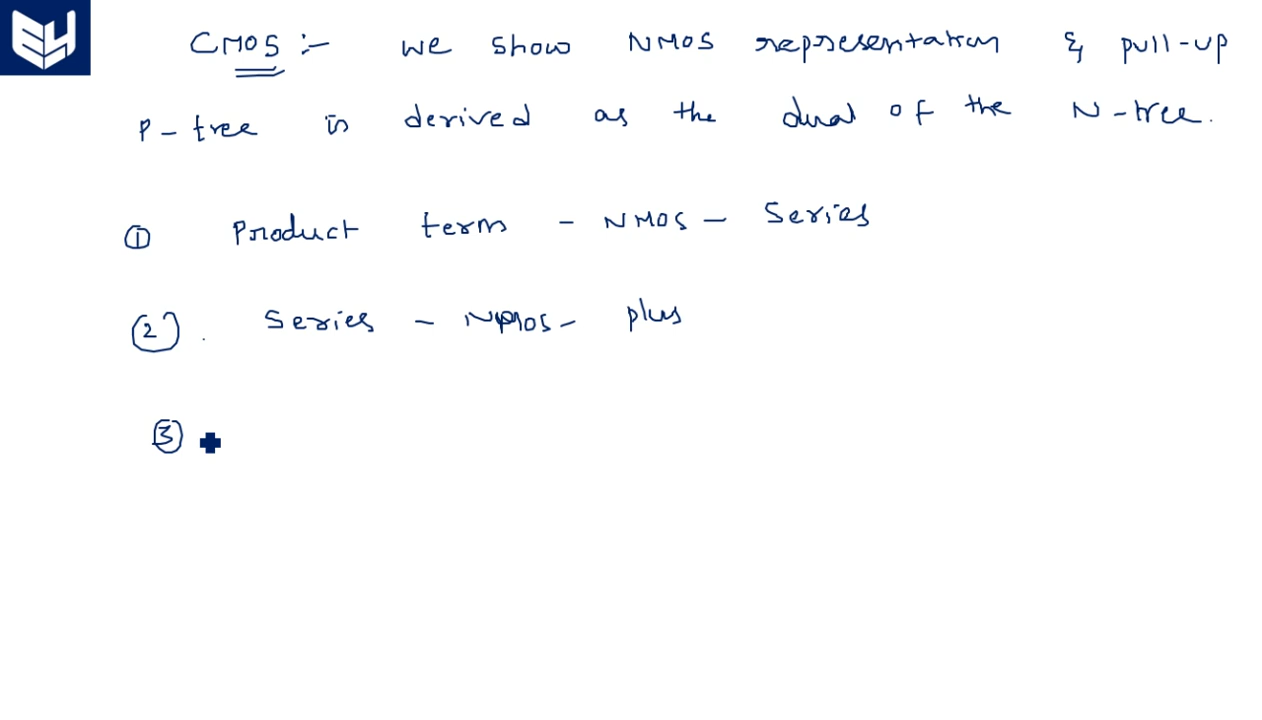 CMOS :- we show NMOS representation & pull-up
P-tree is derived as the dual of the N-tree.
① Product term - NMOS - Series
② . Series - NMOS - plus
③